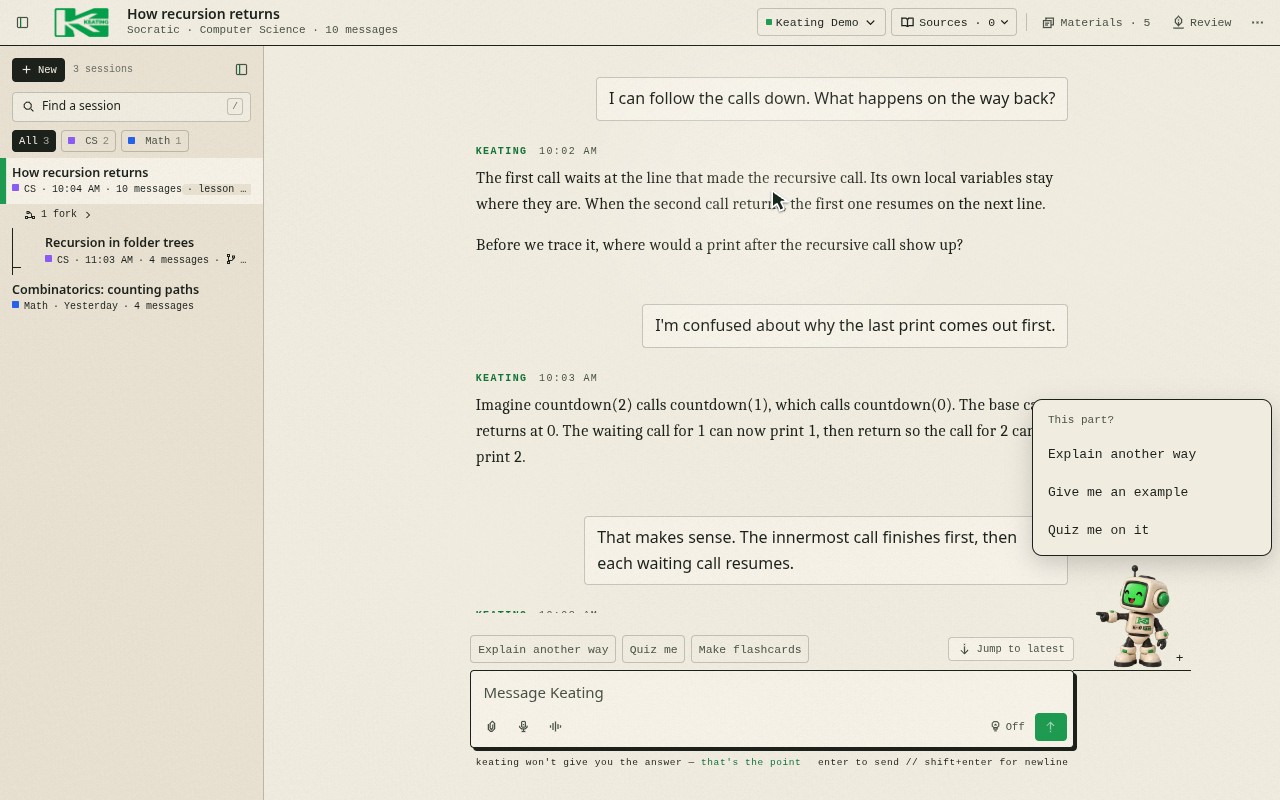 KEATING
How recursion returns
Socratic · Computer Science · 10 messages
Keating Demo
Sources · 0
Materials · 5
Review
+ New
3 sessions
Find a session
/
All 3
CS 2
Math 1
How recursion returns
CS · 10:04 AM · 10 messages · lesson …
1 fork
Recursion in folder trees
CS · 11:03 AM · 4 messages · …
Combinatorics: counting paths
Math · Yesterday · 4 messages
I can follow the calls down. What happens on the way back?
KEATING 10:02 AM
The first call waits at the line that made the recursive call. Its own local variables stay
where they are. When the second call returns, the first one resumes on the next line.
Before we trace it, where would a print after the recursive call show up?
I'm confused about why the last print comes out first.
KEATING 10:03 AM
Imagine countdown(2) calls countdown(1), which calls countdown(0). The base
returns at 0. The waiting call for 1 can now print 1, then return so the call for 2 can
print 2.
This part?
Explain another way
Give me an example
Quiz me on it
That makes sense. The innermost call finishes first, then
each waiting call resumes.
KEATING
Explain another way
Quiz me
Make flashcards
Jump to latest
+
Message Keating
Off
keating won't give you the answer — that's the point
enter to send // shift+enter for newline